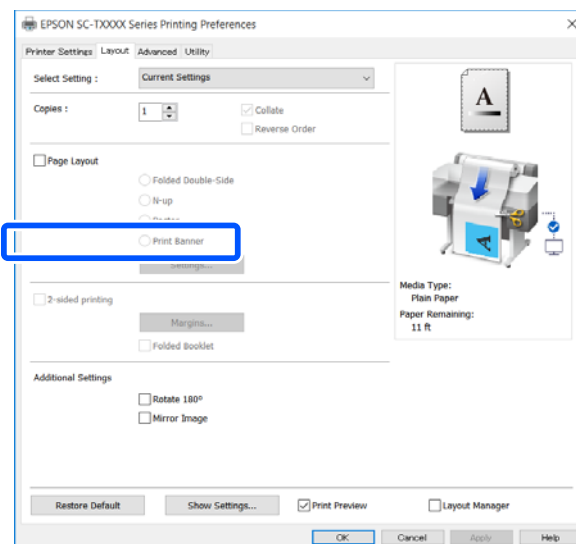 EPSON SC-TXXXX Series Printing Preferences
Printer Settings Layout Advanced Utility
Select Setting : Current Settings
Copies : 1 Collate
Reverse Order
Page Layout
Folded Double-Side
N-up
Print Banner
Settings...
2-sided printing
Margins...
Folded Booklet
Additional Settings
Rotate 180°
Mirror Image
A
A
Media Type:
Plain Paper
Paper Remaining:
11 ft
Restore Default Show Settings... Print Preview Layout Manager
OK Cancel Apply Help